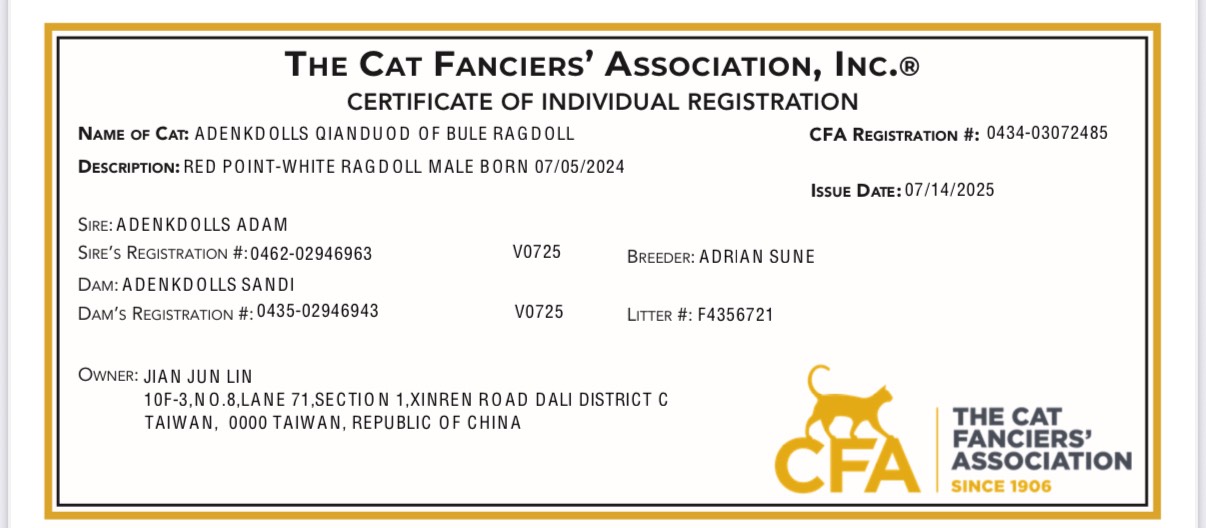 THE CAT FANCIERS' ASSOCIATION, INC.®
CERTIFICATE OF INDIVIDUAL REGISTRATION
NAME OF CAT: ADENKDOLLS QIANDUOD OF BULE RAGDOLL
CFA REGISTRATION #: 0434-03072485
DESCRIPTION: RED POINT-WHITE RAGDOLL MALE BORN 07/05/2024
ISSUE DATE: 07/14/2025
SIRE: ADENKDOLLS ADAM
SIRE'S REGISTRATION #: 0462-02946963 V0725
BREEDER: ADRIAN SUNE
DAM: ADENKDOLLS SANDI
DAM'S REGISTRATION #: 0435-02946943 V0725
LITTER #: F4356721
OWNER: JIAN JUN LIN
10F-3,NO.8,LANE 71,SECTION 1,XINREN ROAD DALI DISTRICT C
TAIWAN, 0000 TAIWAN, REPUBLIC OF CHINA
CFA
THE CAT
FANCIERS'
ASSOCIATION
SINCE 1906